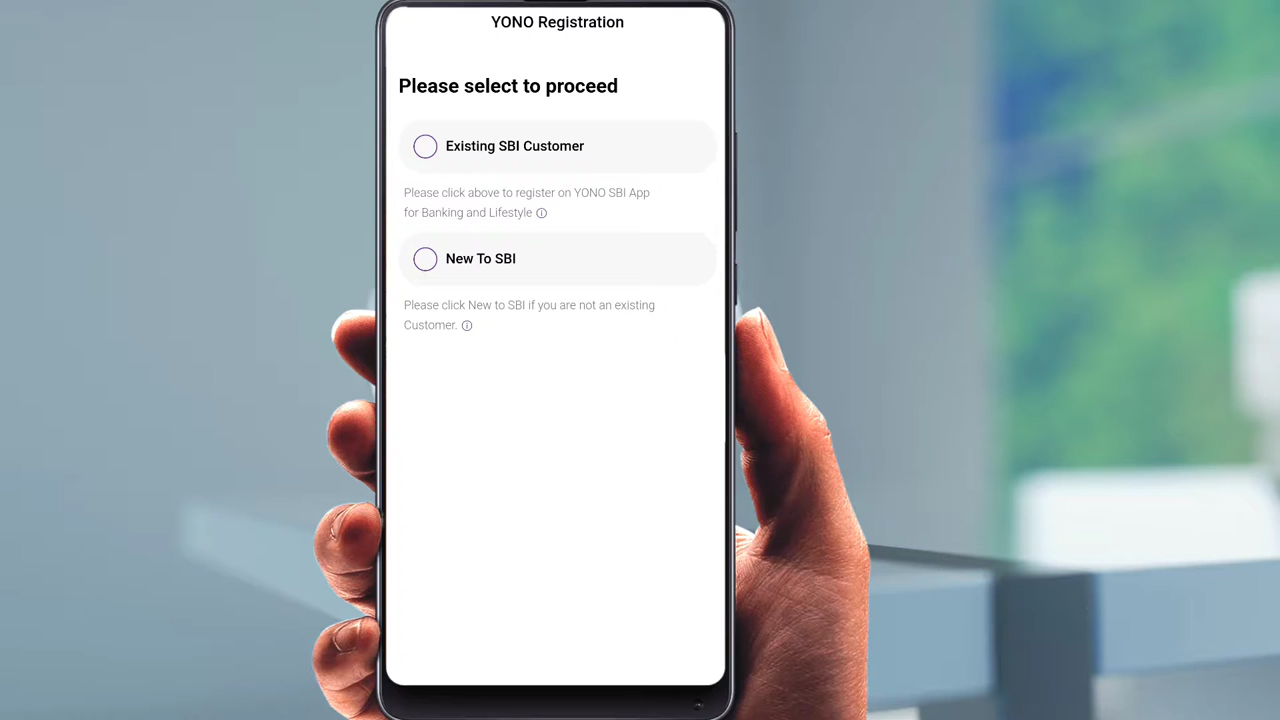 YONO Registration
Please select to proceed
Existing SBI Customer
Please click above to register on YONO SBI App
for Banking and Lifestyle
New To SBI
Please click New to SBI if you are not an existing
Customer.